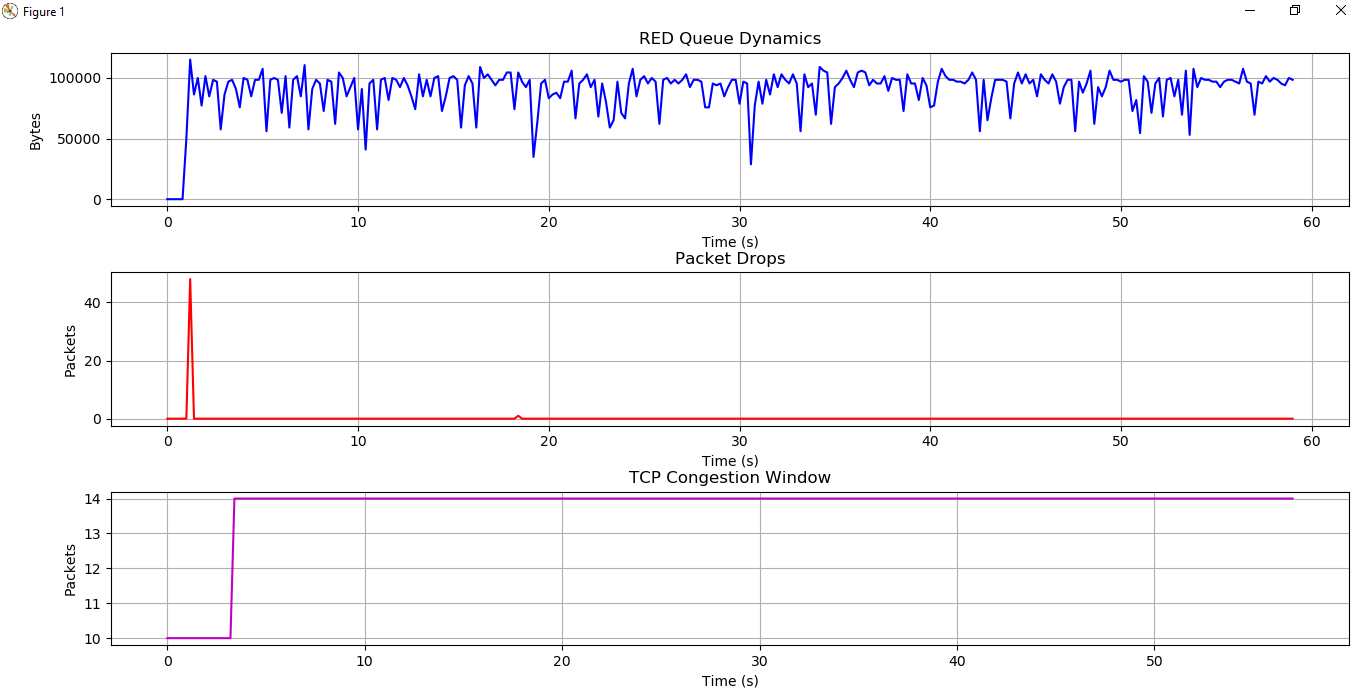 Figure 1
RED Queue Dynamics
100000
50000
0
Bytes
0 10 20 30 40 50 60
Time (s)
Packet Drops
40
20
0
Packets
0 10 20 30 40 50 60
Time (s)
TCP Congestion Window
14
13
12
11
10
Packets
0 10 20 30 40 50
Time (s)